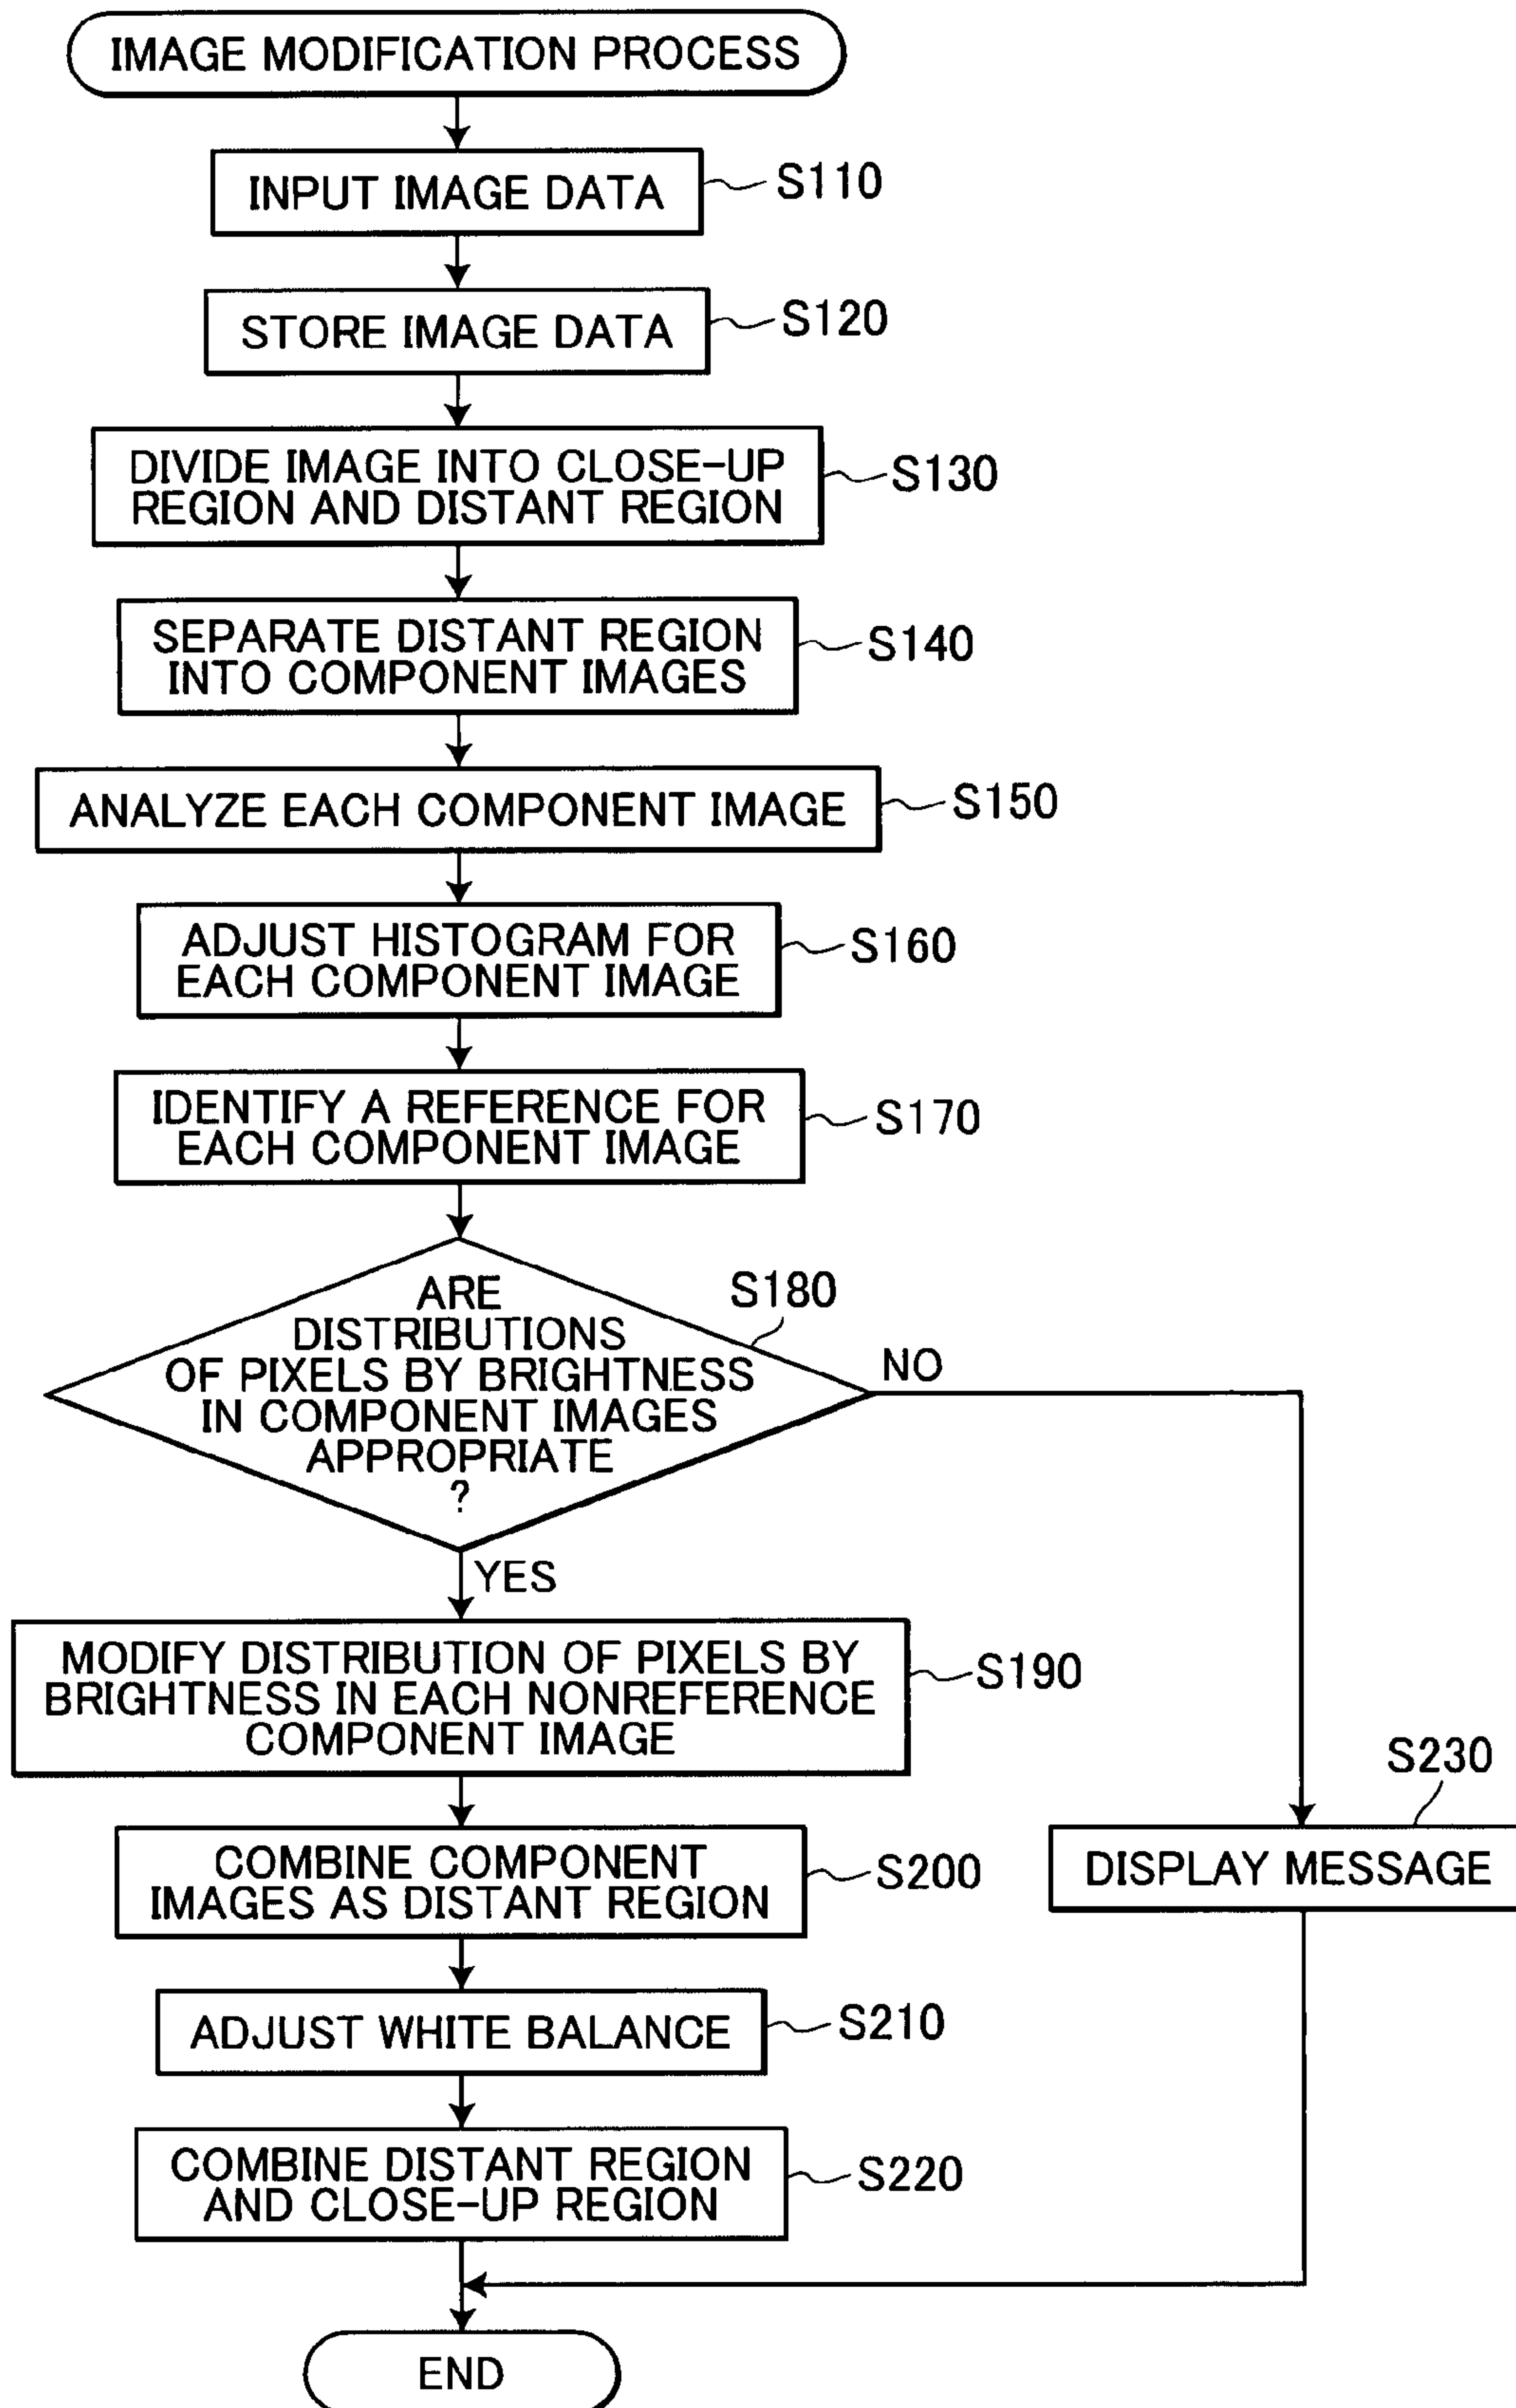 IMAGE MODIFICATION PROCESS
INPUT IMAGE DATA
S110
STORE IMAGE DATA
S120
DIVIDE IMAGE INTO CLOSE-UP
REGION AND DISTANT REGION
S130
SEPARATE DISTANT REGION
INTO COMPONENT IMAGES
S140
ANALYZE EACH COMPONENT IMAGE
S150
ADJUST HISTOGRAM FOR
EACH COMPONENT IMAGE
S160
IDENTIFY A REFERENCE FOR
EACH COMPONENT IMAGE
S170
ARE
DISTRIBUTIONS
OF PIXELS BY BRIGHTNESS
IN COMPONENT IMAGES
APPROPRIATE
?
S180
NO
YES
MODIFY DISTRIBUTION OF PIXELS BY
BRIGHTNESS IN EACH NONREFERENCE
COMPONENT IMAGE
S190
COMBINE COMPONENT
IMAGES AS DISTANT REGION
S200
S230
DISPLAY MESSAGE
ADJUST WHITE BALANCE
S210
COMBINE DISTANT REGION
AND CLOSE-UP REGION
S220
END